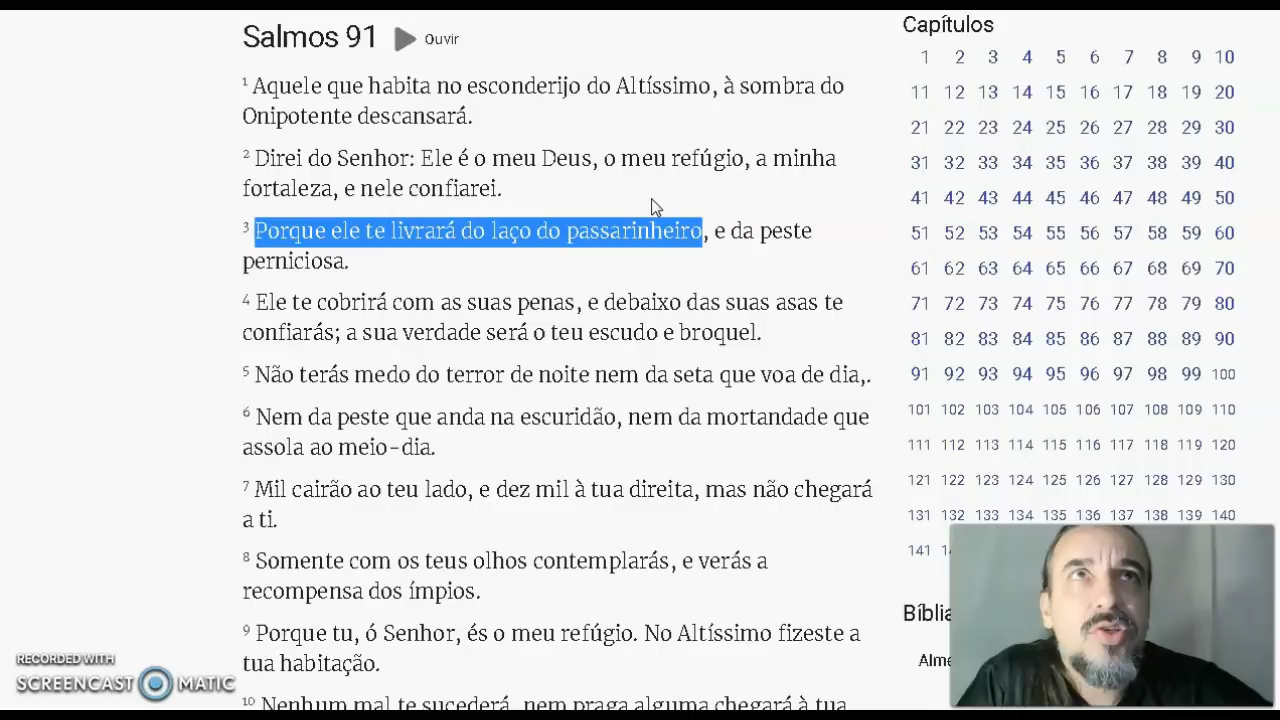 Salmos 91 Ouvir
1 Aquele que habita no esconderijo do Altíssimo, à sombra do
Onipotente descansará.
2 Direi do Senhor: Ele é o meu Deus, o meu refúgio, a minha
fortaleza, e nele confiarei.
3 Porque ele te livrará do laço do passarinheiro, e da peste
perniciosa.
4 Ele te cobrirá com as suas penas, e debaixo das suas asas te
confiarás; a sua verdade será o teu escudo e broquel.
5 Não terás medo do terror de noite nem da seta que voa de dia,.
6 Nem da peste que anda na escuridão, nem da mortandade que
assola ao meio-dia.
7 Mil cairão ao teu lado, e dez mil à tua direita, mas não chegará
a ti.
8 Somente com os teus olhos contemplarás, e verás a
recompensa dos ímpios.
9 Porque tu, ó Senhor, és o meu refúgio. No Altíssimo fizeste a
tua habitação.
10 Nenhum mal te sucederá, nem praga alguma chegará à tua
Capítulos
1 2 3 4 5 6 7 8 9 10
11 12 13 14 15 16 17 18 19 20
21 22 23 24 25 26 27 28 29 30
31 32 33 34 35 36 37 38 39 40
41 42 43 44 45 46 47 48 49 50
51 52 53 54 55 56 57 58 59 60
61 62 63 64 65 66 67 68 69 70
71 72 73 74 75 76 77 78 79 80
81 82 83 84 85 86 87 88 89 90
91 92 93 94 95 96 97 98 99 100
101 102 103 104 105 106 107 108 109 110
111 112 113 114 115 116 117 118 119 120
121 122 123 124 125 126 127 128 129 130
131 132 133 134 135 136 137 138 139 140
141
RECORDED WITH
SCREENCAST MATIC